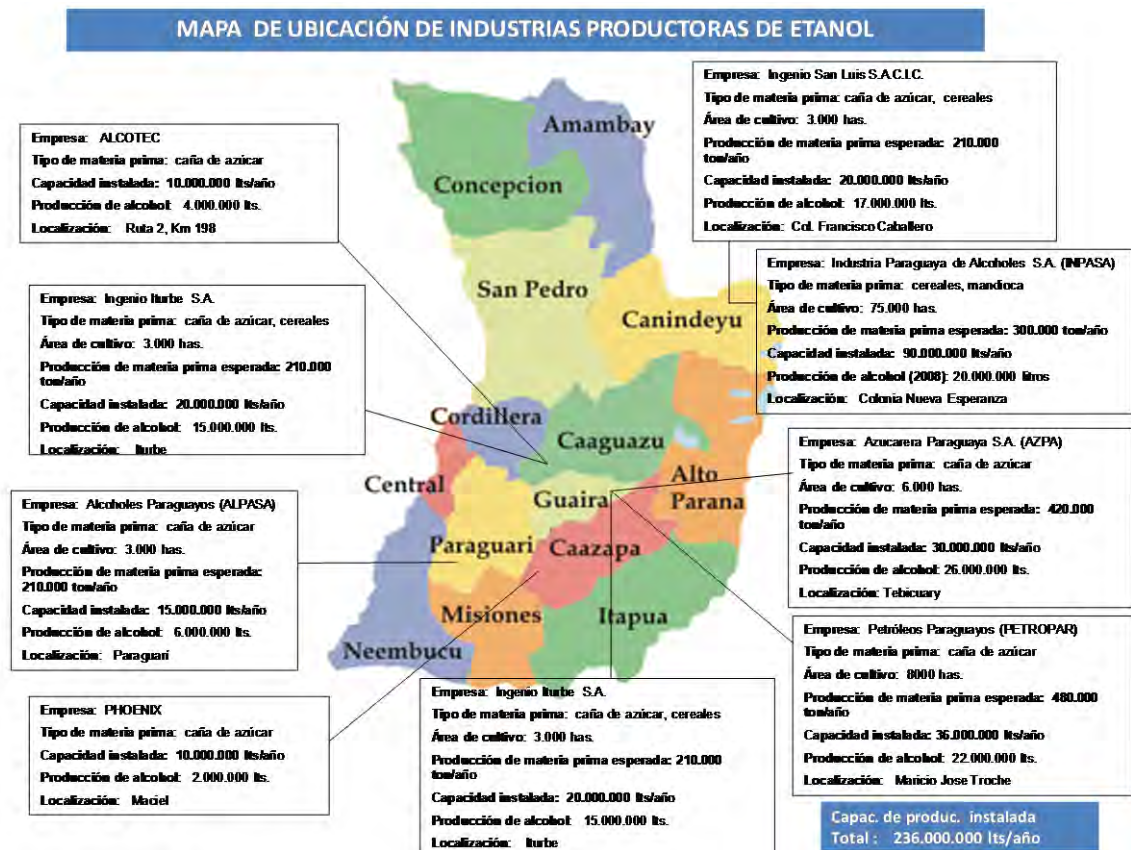 MAPA DE UBICACIÓN DE INDUSTRIAS PRODUCTORAS DE ETANOL
Empresa: Ingenio San Luis S.A.C.I.C.
Tipo de materia prima: caña de azúcar, cereales
Área de cultivo: 3.000 has.
Producción de materia prima esperada: 210.000
ton/año
Capacidad instalada: 20.000.000 lts/año
Producción de alcohol: 17.000.000 lts.
Localización: Col. Francisco Caballero
Empresa: ALCOTEC
Tipo de materia prima: caña de azúcar
Capacidad instalada: 10.000.000 lts/año
Producción de alcohol: 4.000.000 lts.
Localización: Ruta 2, Km 198
Empresa: Industria Paraguaya de Alcoholes S.A. (INPASA)
Tipo de materia prima: cereales, mandioca
Área de cultivo: 75.000 has.
Producción de materia prima esperada: 300.000 ton/año
Capacidad instalada: 90.000.000 lts/año
Producción de alcohol (2008): 20.000.000 litros
Localización: Colonia Nueva Esperanza
Empresa: Ingenio Iturbe S.A.
Tipo de materia prima: caña de azúcar, cereales
Área de cultivo: 3.000 has.
Producción de materia prima esperada: 210.000
ton/año
Capacidad instalada: 20.000.000 lts/año
Producción de alcohol: 15.000.000 lts.
Localización: Iturbe
Amambay
Concepcion
San Pedro
Canindeyu
Cordillera
Caaguazu
Central
Alto
Parana
Guaira
Paraguari
Caazapa
Misiones
Itapua
Neembucu
Empresa: Azucarera Paraguaya S.A. (AZPA)
Tipo de materia prima: caña de azúcar
Área de cultivo: 6.000 has.
Producción de materia prima esperada: 420.000
ton/año
Capacidad instalada: 30.000.000 lts/año
Producción de alcohol: 26.000.000 lts.
Localización: Tebicuary
Empresa: Alcoholes Paraguayos (ALPASA)
Tipo de materia prima: caña de azúcar
Área de cultivo: 3.000 has.
Producción de materia prima esperada:
210.000 ton/año
Capacidad instalada: 15.000.000 lts/año
Producción de alcohol: 6.000.000 lts.
Localización: Paraguari
Empresa: Petróleos Paraguayos (PETROPAR)
Tipo de materia prima: caña de azúcar
Área de cultivo: 8000 has.
Producción de materia prima esperada: 480.000
ton/año
Capacidad instalada: 36.000.000 lts/año
Producción de alcohol: 22.000.000 lts.
Localización: Maricio Jose Troche
Empresa: PHOENIX
Tipo de materia prima: caña de azúcar
Capacidad instalada: 10.000.000 lts/año
Producción de alcohol: 2.000.000 lts.
Localización: Maciel
Empresa: Ingenio Iturbe S.A.
Tipo de materia prima: caña de azúcar, cereales
Área de cultivo: 3.000 has.
Producción de materia prima esperada: 210.000
ton/año
Capacidad instalada: 20.000.000 lts/año
Producción de alcohol: 15.000.000 lts.
Localización: Iturbe
Capac. de produc. instalada
Total : 236.000.000 lts/año